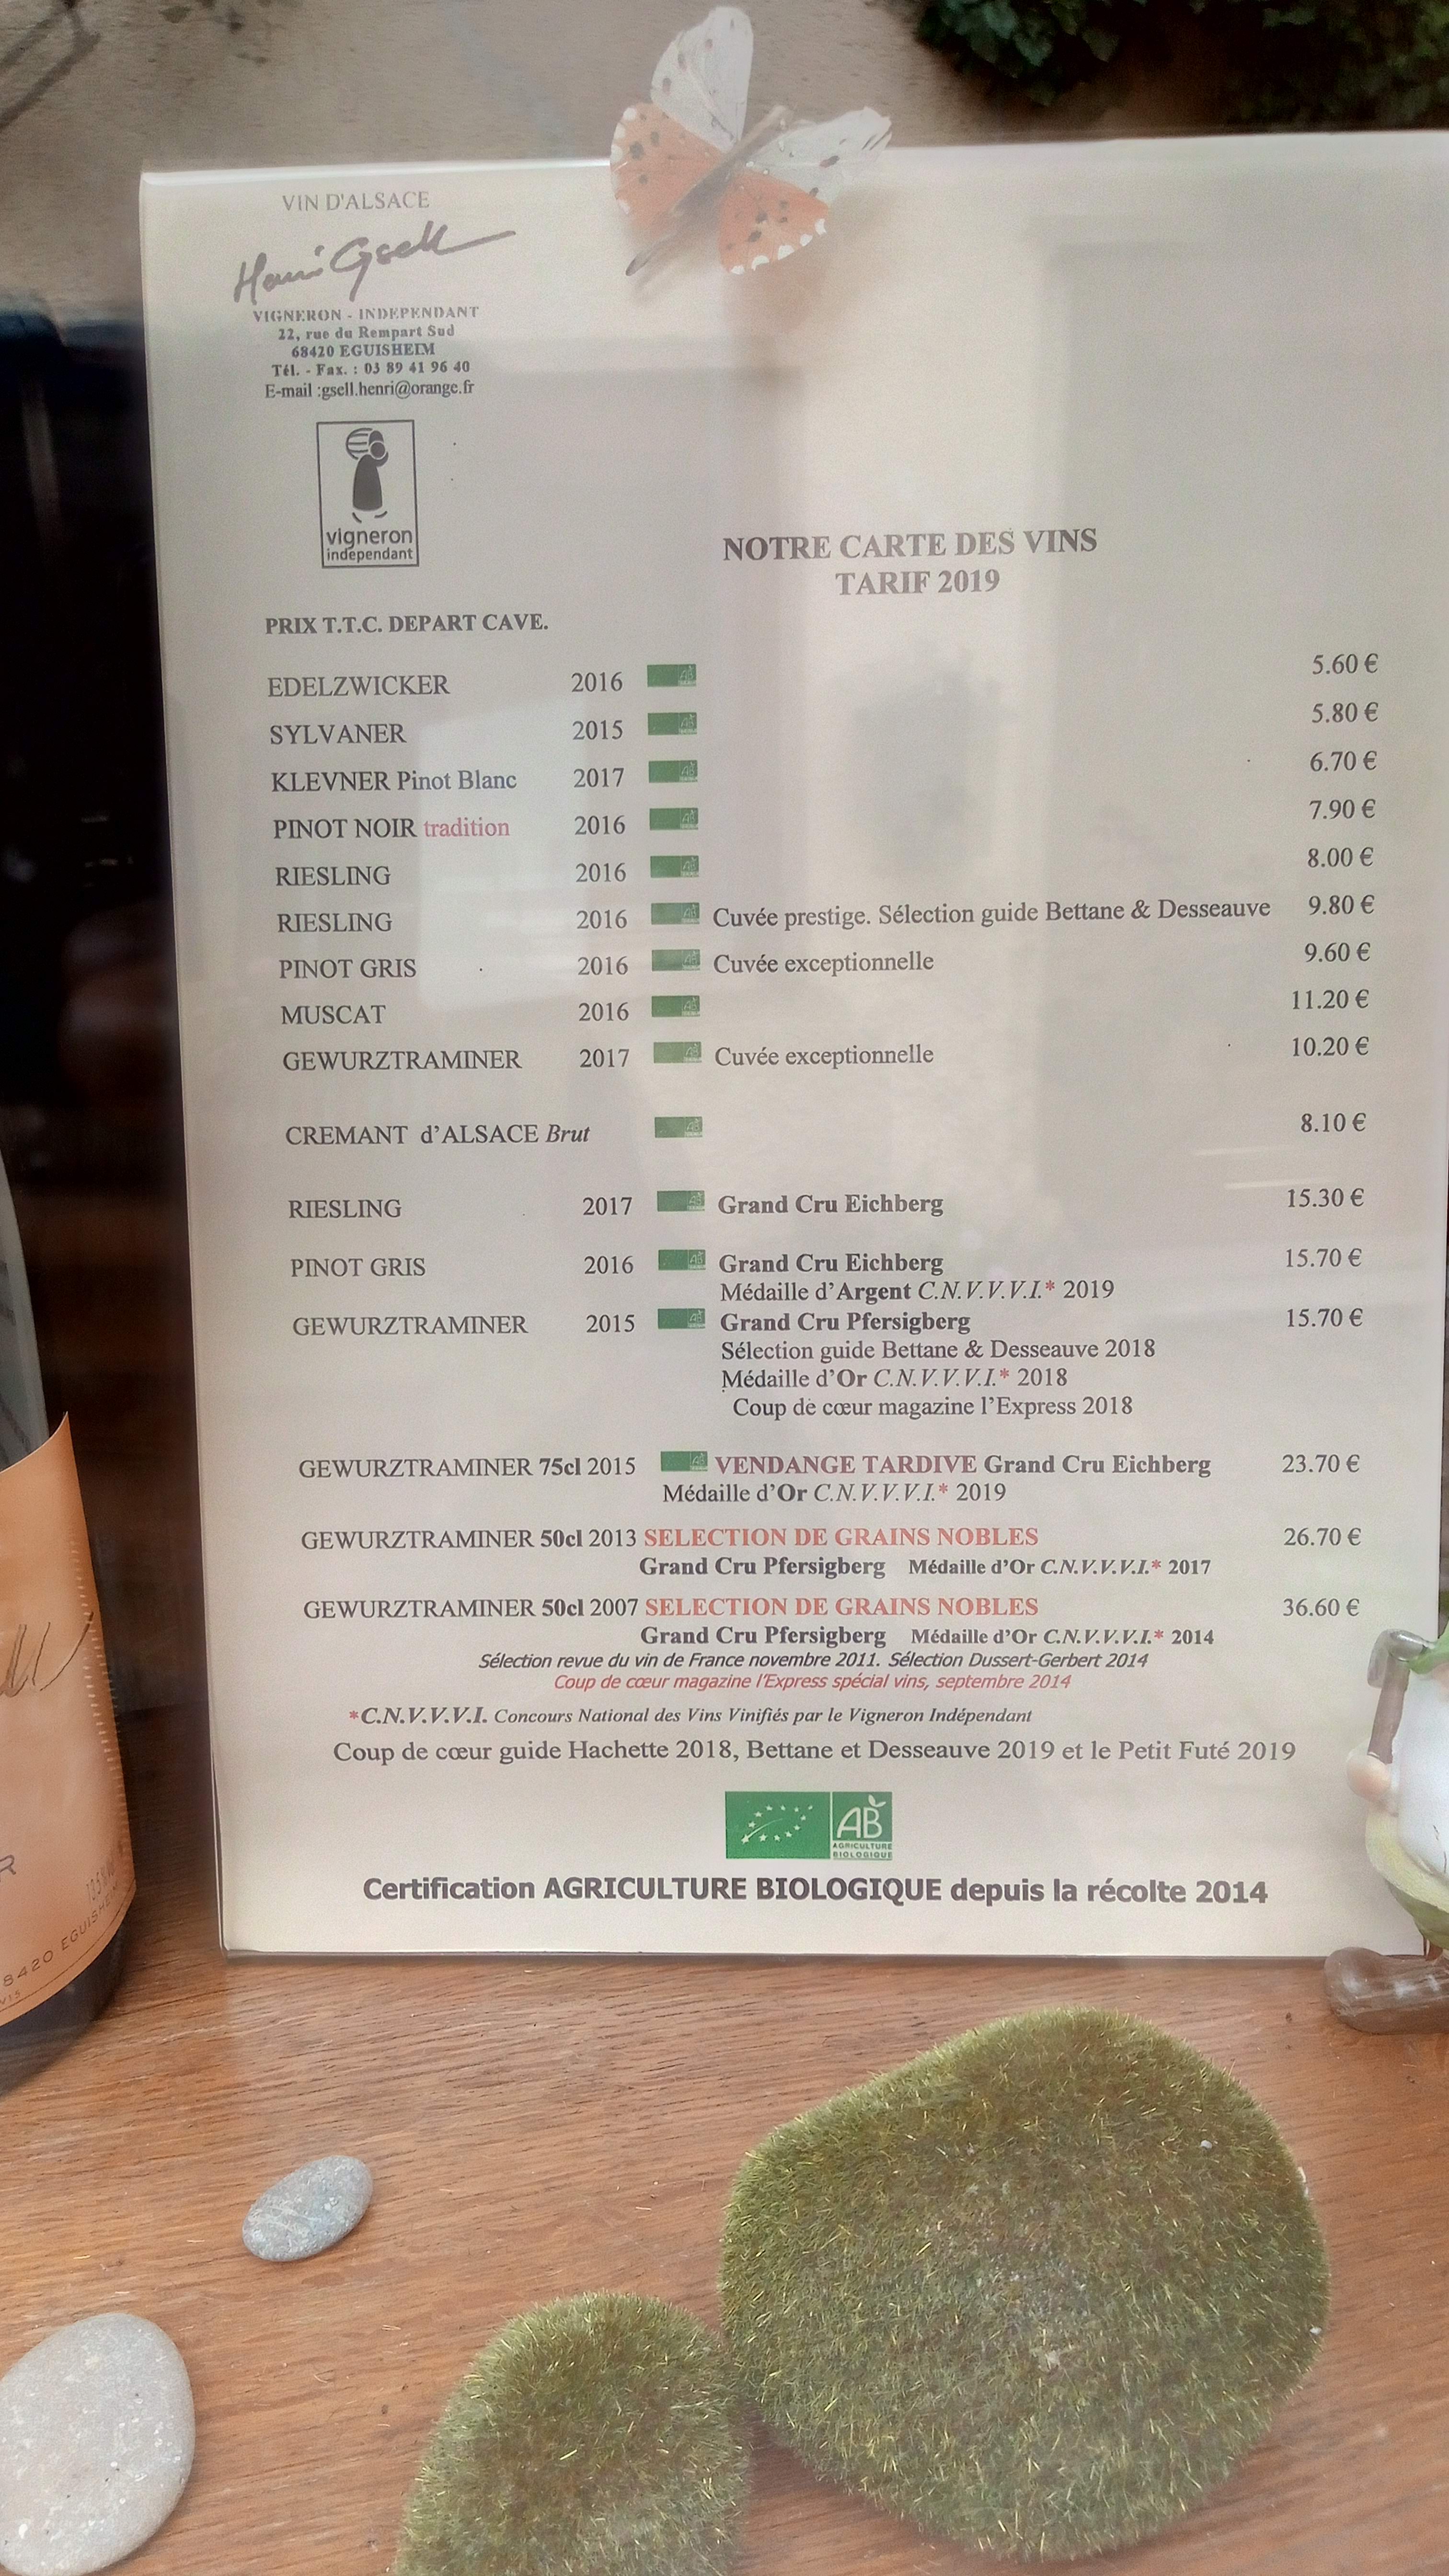 VIN D'ALSACE
Henri Gsell
VIGNERON - INDEPENDANT
22, rue du Rempart Sud
68420 EGUISHEIM
Tél. - Fax. : 03 89 41 96 40
E-mail :gsell.henri@orange.fr
vigneron
indépendant
NOTRE CARTE DES VINS
TARIF 2019
PRIX T.T.C. DEPART CAVE.
EDELZWICKER 2016 5.60 €
SYLVANER 2015 5.80 €
KLEVNER Pinot Blanc 2017 6.70 €
PINOT NOIR tradition 2016 7.90 €
RIESLING 2016 8.00 €
RIESLING 2016 Cuvée prestige. Sélection guide Bettane & Desseauve 9.80 €
PINOT GRIS 2016 Cuvée exceptionnelle 9.60 €
MUSCAT 2016 11.20 €
GEWURZTRAMINER 2017 Cuvée exceptionnelle 10.20 €
CREMANT d'ALSACE Brut 8.10 €
RIESLING 2017 Grand Cru Eichberg 15.30 €
PINOT GRIS 2016 Grand Cru Eichberg 15.70 €
Médaille d'Argent C.N.V.V.V.I.* 2019
GEWURZTRAMINER 2015 Grand Cru Pfersigberg 15.70 €
Sélection guide Bettane & Desseauve 2018
Médaille d'Or C.N.V.V.V.I.* 2018
Coup de cœur magazine l'Express 2018
GEWURZTRAMINER 75cl 2015 VENDANGE TARDIVE Grand Cru Eichberg 23.70 €
Médaille d'Or C.N.V.V.V.I.* 2019
GEWURZTRAMINER 50cl 2013 SELECTION DE GRAINS NOBLES 26.70 €
Grand Cru Pfersigberg Médaille d'Or C.N.V.V.V.I.* 2017
GEWURZTRAMINER 50cl 2007 SELECTION DE GRAINS NOBLES 36.60 €
Grand Cru Pfersigberg Médaille d'Or C.N.V.V.V.I.* 2014
Sélection revue du vin de France novembre 2011. Sélection Dussert-Gerbert 2014
Coup de cœur magazine l'Express spécial vins, septembre 2014
*C.N.V.V.V.I. Concours National des Vins Vinifiés par le Vigneron Indépendant
Coup de cœur guide Hachette 2018, Bettane et Desseauve 2019 et le Petit Futé 2019
AB
AGRICULTURE
BIOLOGIQUE
Certification AGRICULTURE BIOLOGIQUE depuis la récolte 2014
8420 EGUISHE